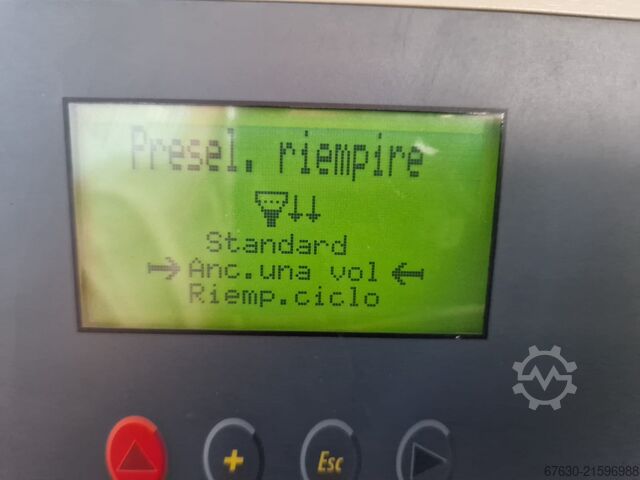 Presel. riempire
Standard
Anc.una vol
Riemp.ciclo
+
Esc
67630-21596988